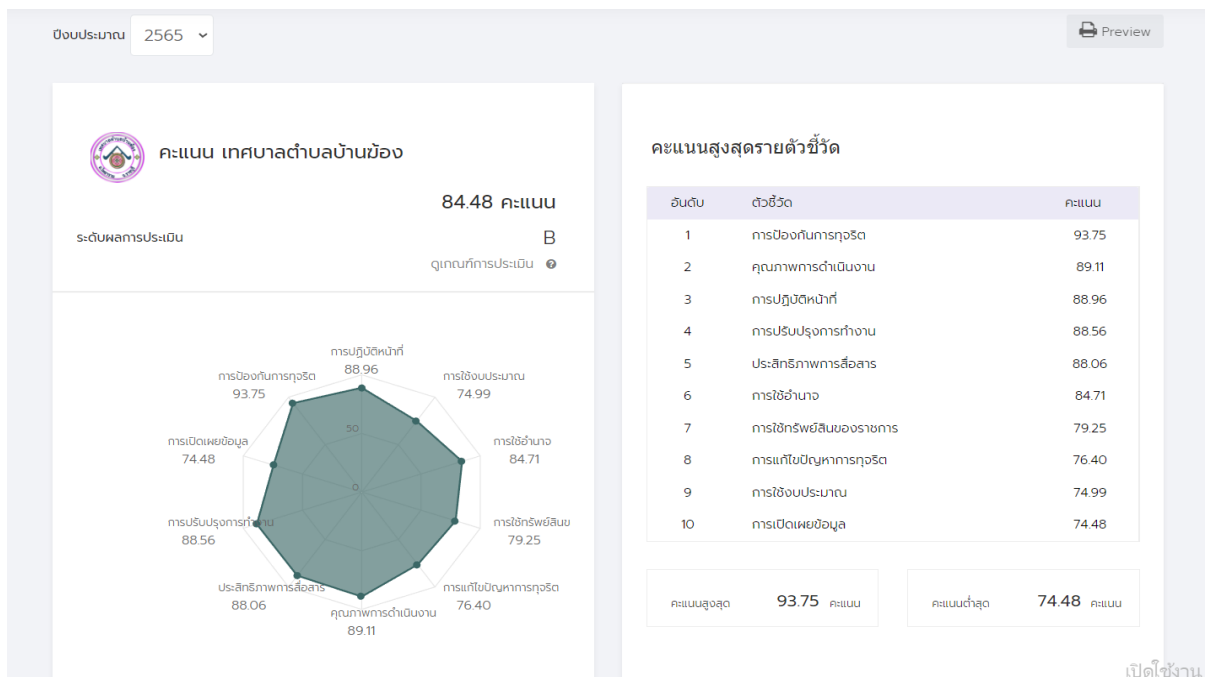 ปีงบประมาณ 2565
Preview
คะแนน เทศบาลตำบลบ้านฆ้อง
84.48 คะแนน
ระดับผลการประเมิน B
ดูเกณฑ์การประเมิน
การปฏิบัติหน้าที่
88.96
การใช้งบประมาณ
74.99
การใช้อำนาจ
84.71
การใช้ทรัพย์สินข
79.25
การแก้ไขปัญหาการทุจริต
76.40
คุณภาพการดำเนินงาน
89.11
ประสิทธิภาพการสื่อสาร
88.06
การปรับปรุงการทำงาน
88.56
การเปิดเผยข้อมูล
74.48
การป้องกันการทุจริต
93.75
50
0
คะแนนสูงสุดรายตัวชี้วัด
อันดับ ตัวชี้วัด คะแนน
1 การป้องกันการทุจริต 93.75
2 คุณภาพการดำเนินงาน 89.11
3 การปฏิบัติหน้าที่ 88.96
4 การปรับปรุงการทำงาน 88.56
5 ประสิทธิภาพการสื่อสาร 88.06
6 การใช้อำนาจ 84.71
7 การใช้ทรัพย์สินของราชการ 79.25
8 การแก้ไขปัญหาการทุจริต 76.40
9 การใช้งบประมาณ 74.99
10 การเปิดเผยข้อมูล 74.48
คะแนนสูงสุด 93.75 คะแนน
คะแนนต่ำสุด 74.48 คะแนน
เปิดใช้งาน